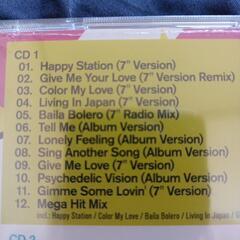 CD 1
01. Happy Station (7" Version)
02. Give Me Your Love (7" Version Remix)
03. Color My Love (7" Version)
04. Living In Japan (7" Version)
05. Baila Bolero (7" Radio Mix)
06. Tell Me (Album Version)
07. Lonely Feeling (Album Version)
08. Sing Another Song (Album Version)
09. Give Me Love (7" Version)
10. Psychedelic Vision (Album Version)
11. Gimme Some Lovin' (7" Version)
12. Mega Hit Mix
incl.: Happy Station / Color My Love / Baila Bolero / Living In Japan /
CD 2